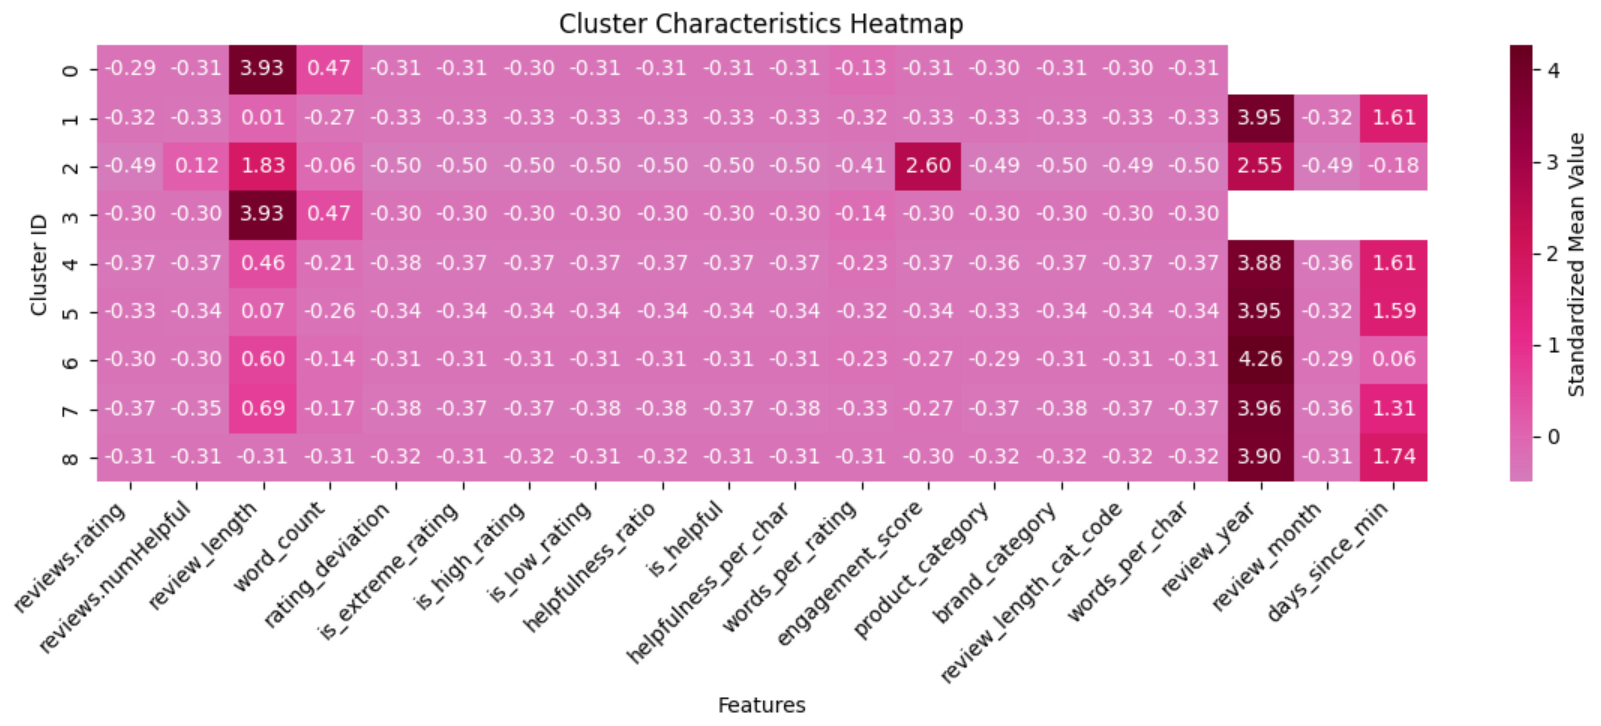 Cluster Characteristics Heatmap
0 -0.29 -0.31 3.93 0.47 -0.31 -0.31 -0.30 -0.31 -0.31 -0.31 -0.31 -0.13 -0.31 -0.30 -0.31 -0.30 -0.31
1 -0.32 -0.33 0.01 -0.27 -0.33 -0.33 -0.33 -0.33 -0.33 -0.33 -0.33 -0.32 -0.33 -0.33 -0.33 -0.33 -0.33 3.95 -0.32 1.61
2 -0.49 0.12 1.83 -0.06 -0.50 -0.50 -0.50 -0.50 -0.50 -0.50 -0.50 -0.41 2.60 -0.49 -0.50 -0.49 -0.50 2.55 -0.49 -0.18
3 -0.30 -0.30 3.93 0.47 -0.30 -0.30 -0.30 -0.30 -0.30 -0.30 -0.30 -0.14 -0.30 -0.30 -0.30 -0.30 -0.30
4 -0.37 -0.37 0.46 -0.21 -0.38 -0.37 -0.37 -0.37 -0.37 -0.37 -0.37 -0.23 -0.37 -0.36 -0.37 -0.37 -0.37 3.88 -0.36 1.61
5 -0.33 -0.34 0.07 -0.26 -0.34 -0.34 -0.34 -0.34 -0.34 -0.34 -0.34 -0.32 -0.34 -0.33 -0.34 -0.34 -0.34 3.95 -0.32 1.59
6 -0.30 -0.30 0.60 -0.14 -0.31 -0.31 -0.31 -0.31 -0.31 -0.31 -0.31 -0.23 -0.27 -0.29 -0.31 -0.31 -0.31 4.26 -0.29 0.06
7 -0.37 -0.35 0.69 -0.17 -0.38 -0.37 -0.37 -0.38 -0.38 -0.37 -0.38 -0.33 -0.27 -0.37 -0.38 -0.37 -0.37 3.96 -0.36 1.31
8 -0.31 -0.31 -0.31 -0.31 -0.32 -0.31 -0.32 -0.31 -0.32 -0.31 -0.31 -0.31 -0.30 -0.32 -0.32 -0.32 -0.32 3.90 -0.31 1.74
Cluster ID
reviews.rating
reviews.numHelpful
review_length
word_count
rating_deviation
is_extreme_rating
is_high_rating
is_low_rating
helpfulness_ratio
is_helpful
helpfulness_per_char
words_per_rating
engagement_score
product_category
brand_category
review_length_cat_code
words_per_char
review_year
review_month
days_since_min
Features
4
3
2
1
0
Standardized Mean Value